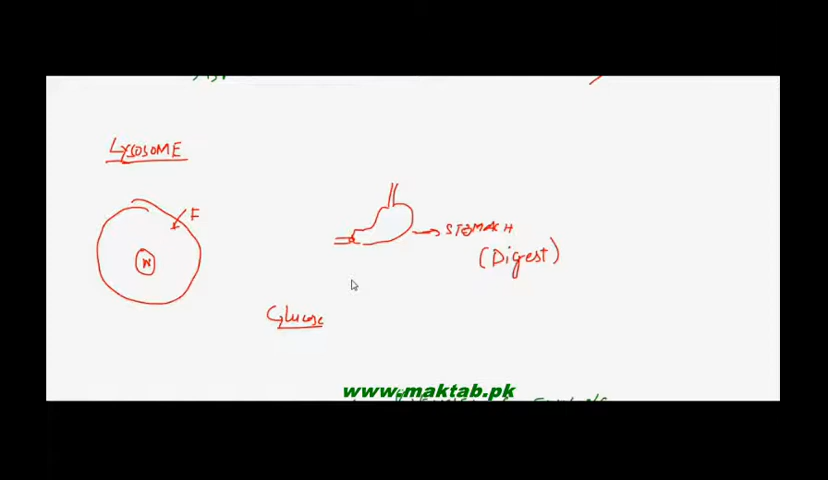 LYSOSOME
F
STOMACH
(Digest)
N
Glucose
www.maktab.pk